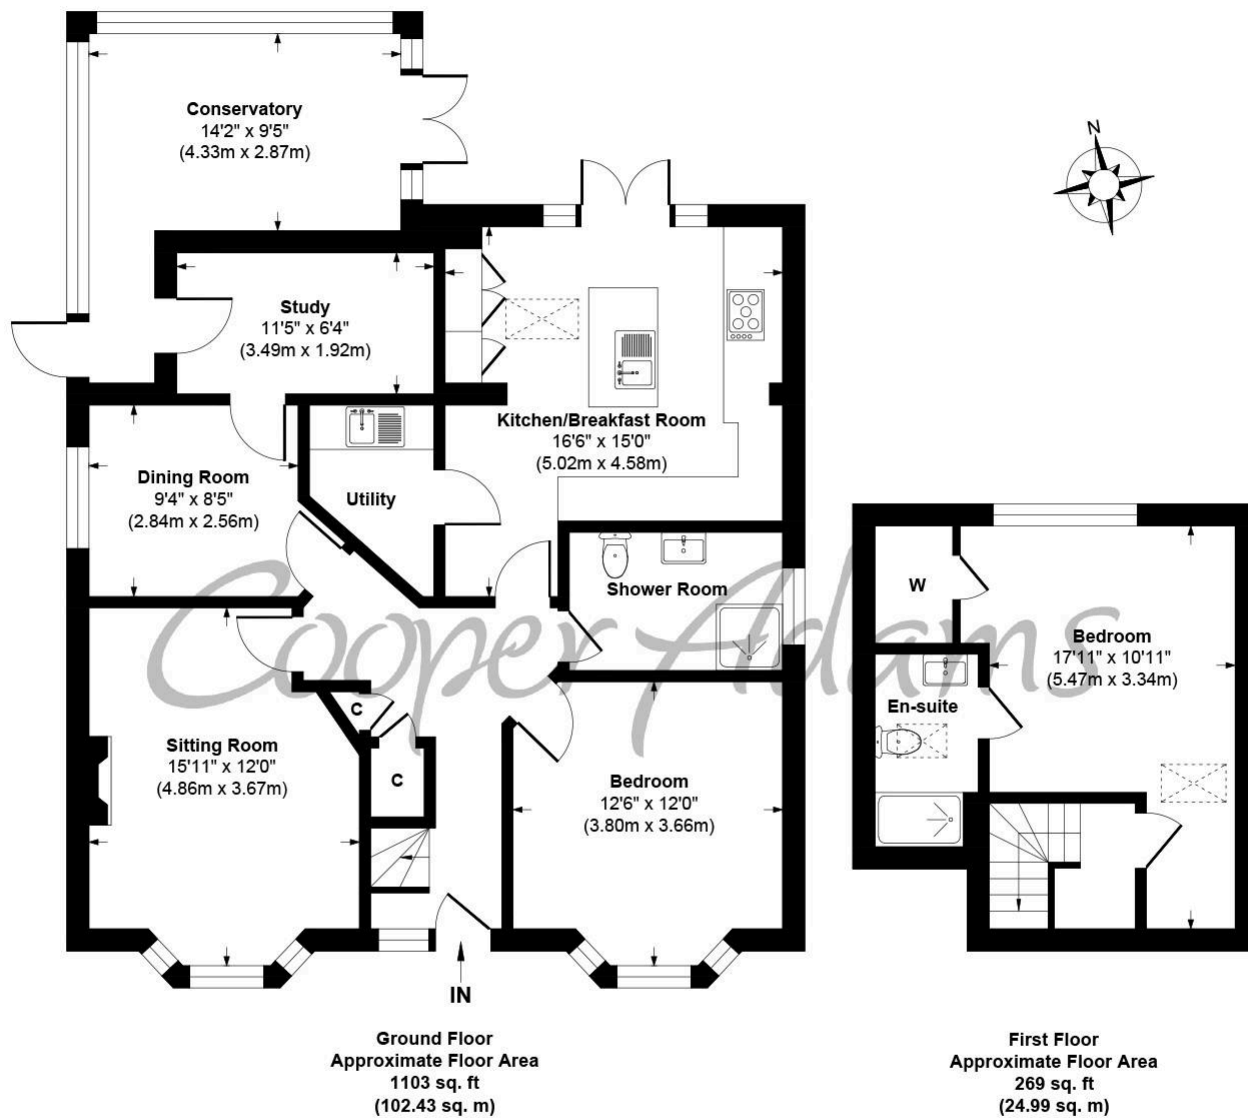 Conservatory
14'2" x 9'5"
(4.33m x 2.87m)
N
Study
11'5" x 6'4"
(3.49m x 1.92m)
Kitchen/Breakfast Room
16'6" x 15'0"
(5.02m x 4.58m)
Dining Room
9'4" x 8'5"
(2.84m x 2.56m)
Utility
Shower Room
Cooper Adams
W
Bedroom
17'11" x 10'11"
(5.47m x 3.34m)
En-suite
C
Sitting Room
15'11" x 12'0"
(4.86m x 3.67m)
C
Bedroom
12'6" x 12'0"
(3.80m x 3.66m)
IN
Ground Floor
Approximate Floor Area
1103 sq. ft
(102.43 sq. m)
First Floor
Approximate Floor Area
269 sq. ft
(24.99 sq. m)